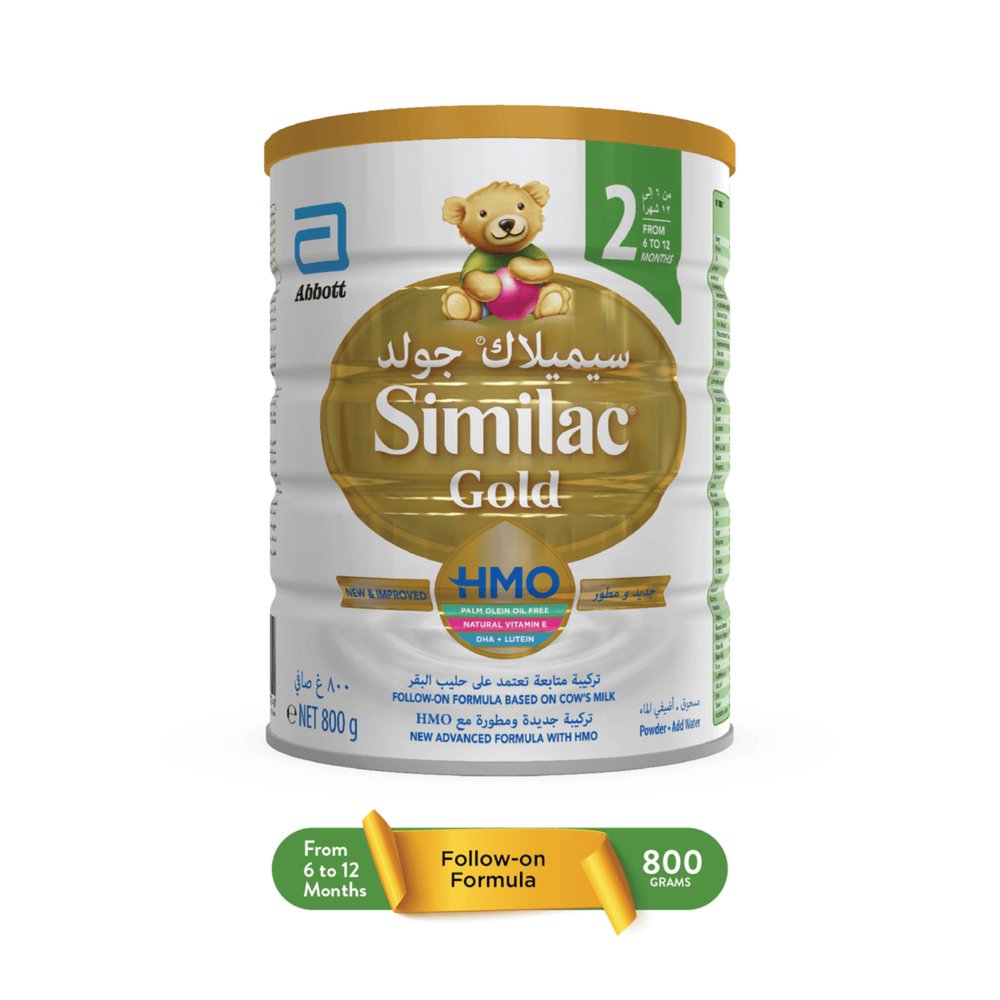 Abbott
2
من ٦ إلى
١٢ شهرا
FROM
6 TO 12
MONTHS
سيميلاك® جولد
Similac®
Gold
HMO
NEW & IMPROVED
جديد و مطور
PALM OLEIN OIL FREE
NATURAL VITAMIN E
DHA + LUTEIN
تركيبة متابعة تعتمد على حليب البقر
FOLLOW-ON FORMULA BASED ON COW'S MILK
تركيبة جديدة ومطورة مع HMO
NEW ADVANCED FORMULA WITH HMO
٨٠٠ غ صافي
℮ NET 800 g
مسحوق . أضيفي الماء
Powder • Add Water
From
6 to 12
Months
Follow-on
Formula
800
GRAMS